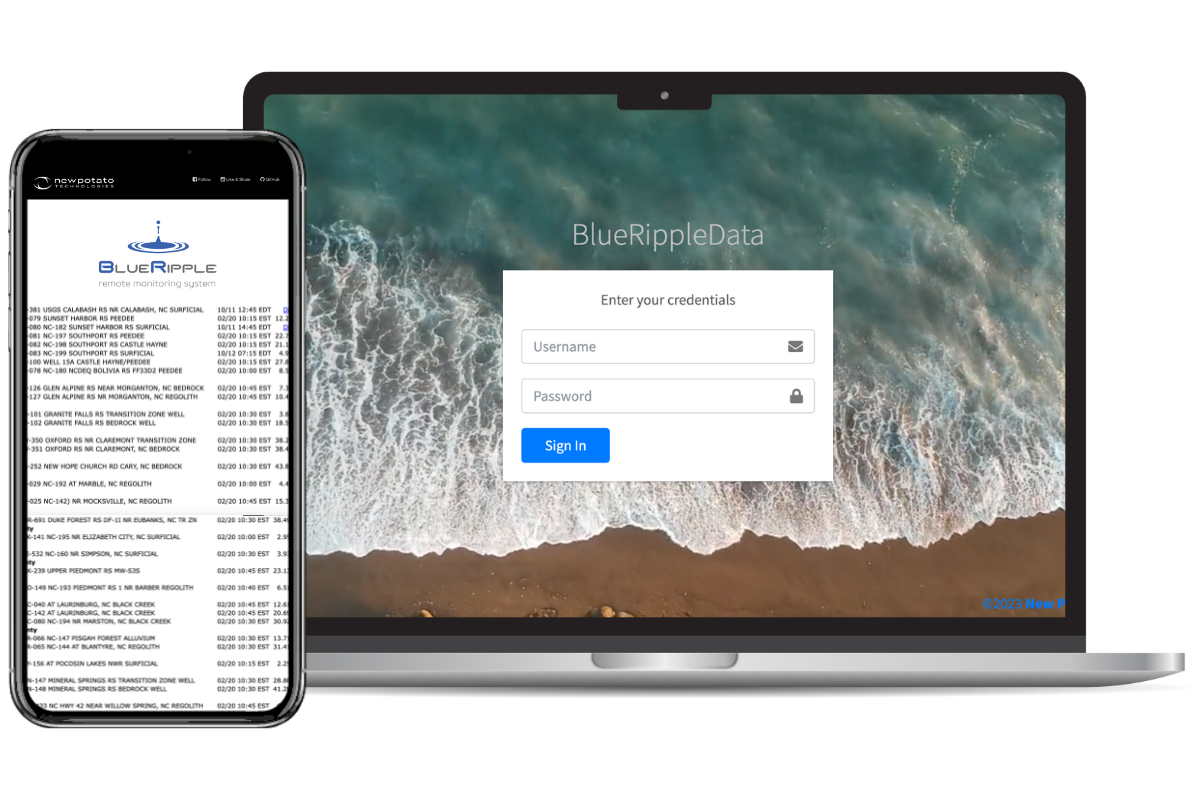 newpotato
TECHNOLOGIES
Follow
Like & Share
GitHub
BLUERIPPLE
remote monitoring system
-381 USGS CALABASH RS NR CALABASH, NC SURFICIAL 10/11 12:45 EDT
-079 SUNSET HARBOR RS PEEDEE 02/20 10:15 EST 12.2
-080 NC-182 SUNSET HARBOR RS SURFICIAL 10/11 14:45 EDT
-081 NC-197 SOUTHPORT RS PEEDEE 02/20 10:15 EST 22.7
-082 NC-198 SOUTHPORT RS CASTLE HAYNE 02/20 10:15 EST 21.1
-083 NC-199 SOUTHPORT RS SURFICIAL 10/12 07:15 EDT 4.9
-100 WELL 15A CASTLE HAYNE/PEEDEE 02/20 10:15 EST 27.8
-078 NC-180 NCDEQ BOLIVIA RS FF33D2 PEEDEE 02/20 10:00 EST 8.5
-126 GLEN ALPINE RS NEAR MORGANTON, NC BEDROCK 02/20 10:45 EST 7.
-127 GLEN ALPINE RS NR MORGANTON, NC REGOLITH 02/20 10:45 EST 10.4
-101 GRANITE FALLS RS TRANSITION ZONE WELL 02/20 10:30 EST 3.8
-102 GRANITE FALLS RS BEDROCK WELL 02/20 10:30 EST 18.5
-350 OXFORD RS NR CLAREMONT TRANSITION ZONE 02/20 10:30 EST 38.2
-351 OXFORD RS NR CLAREMONT, NC BEDROCK 02/20 10:30 EST 38.4
-252 NEW HOPE CHURCH RD CARY, NC BEDROCK 02/20 10:30 EST 43.8
-029 NC-192 AT MARBLE, NC REGOLITH 02/20 10:00 EST 4.4
-025 NC-142) NR MOCKSVILLE, NC REGOLITH 02/20 10:45 EST 15.3
R-691 DUKE FOREST RS DF-1I NR EUBANKS, NC TR ZN 02/20 10:30 EST 38.49
ty
K-141 NC-195 NR ELIZABETH CITY, NC SURFICIAL 02/20 10:00 EST 2.95
-532 NC-160 NR SIMPSON, NC SURFICIAL 02/20 10:30 EST 3.9
nty
K-239 UPPER PIEDMONT RS MW-53S 02/20 10:45 EST 23.1
O-149 NC-193 PIEDMONT RS 1 NR BARBER REGOLITH 02/20 10:40 EST 6.5
C-040 AT LAURINBURG, NC BLACK CREEK 02/20 10:45 EST 12.6
C-142 AT LAURINBURG, NC BLACK CREEK 02/20 10:45 EST 20.6
C-080 NC-194 NR MARSTON, NC BLACK CREEK 02/20 10:30 EST 30.9
nty
R-066 NC-147 PISGAH FOREST ALLUVIUM 02/20 10:30 EST 13.7
R-065 NC-144 AT BLANTYRE, NC REGOLITH 02/20 10:30 EST 31.4
Y-156 AT POCOSIN LAKES NWR SURFICIAL 02/20 10:15 EST 2.2
N-147 MINERAL SPRINGS RS TRANSITION ZONE WELL 02/20 10:30 EST 28.8
N-148 MINERAL SPRINGS RS BEDROCK WELL 02/20 10:30 EST 41.2
33 NC HWY 42 NEAR WILLOW SPRING, NC REGOLITH 02/20 10:45 EST
BlueRippleData
Enter your credentials
Username
Password
Sign In
©2023 New P